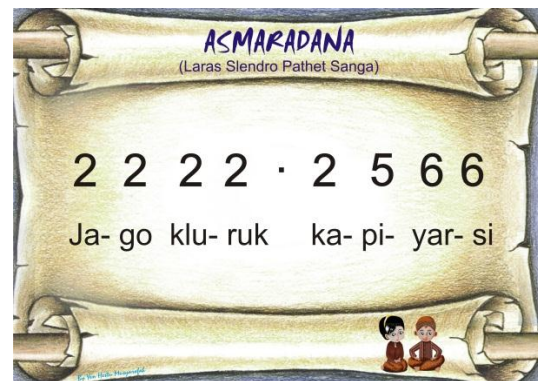 ASMARADANA
(Laras Slendro Pathet Sanga)
2 2 2 2 · 2 5 6 6
Ja- go klu- ruk ka- pi- yar- si